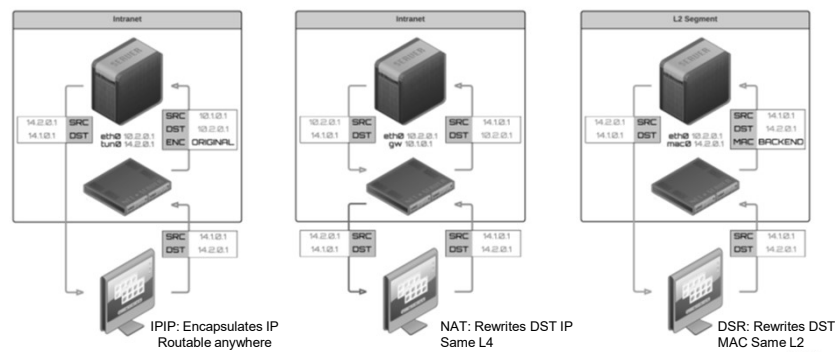 Intranet
SERVER
14.2.0.1 SRC
14.1.0.1 DST
eth0 10.2.0.1
tun0 14.2.0.1
SRC 10.1.0.1
DST 10.2.0.1
ENC ORIGINAL
SRC 14.1.0.1
DST 14.2.0.1
IPIP: Encapsulates IP
Routable anywhere
Intranet
SERVER
10.2.0.1 SRC
14.1.0.1 DST
eth0 10.2.0.1
gw 10.1.0.1
SRC 14.1.0.1
DST 10.2.0.1
14.2.0.1 SRC
14.1.0.1 DST
SRC 14.1.0.1
DST 14.2.0.1
NAT: Rewrites DST IP
Same L4
L2 Segment
SERVER
14.2.0.1 SRC
14.1.0.1 DST
eth0 10.2.0.1
mac0 14.2.0.1
SRC 14.1.0.1
DST 14.2.0.1
MAC BACKEND
SRC 14.1.0.1
DST 14.2.0.1
DSR: Rewrites DST
MAC Same L2